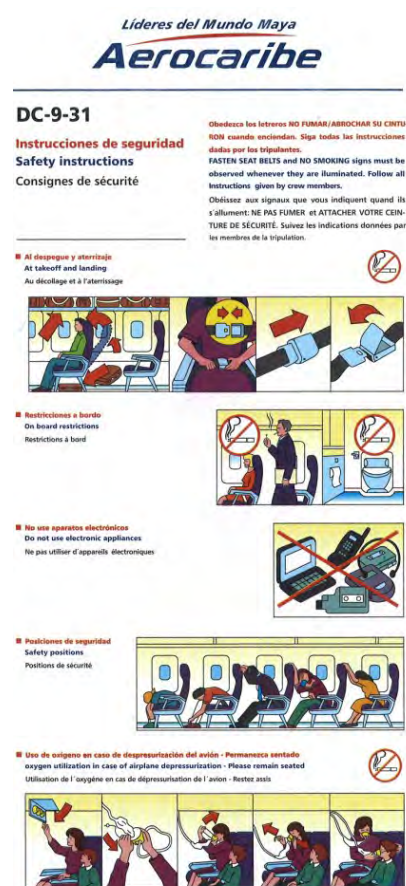 Líderes del Mundo Maya
Aerocaribe
DC-9-31
Instrucciones de seguridad
Safety instructions
Consignes de sécurité
Obedezca los letreros NO FUMAR/ABROCHAR SU CINTU
RON cuando enciendan. Siga todas las instrucciones
dadas por los tripulantes.
FASTEN SEAT BELTS and NO SMOKING signs must be
observed whenever they are iluminated. Follow all
Instructions given by crew members.
Obéissez aux signaux que vous indiquent quand ils
s'allument: NE PAS FUMER et ATTACHER VOTRE CEIN-
TURE DE SÉCURITÉ. Suivez les indications données par
les membres de la tripulation.
Al despegue y aterrizaje
At takeoff and landing
Au décollage et à l'aterrissage
Restricciones a bordo
On board restrictions
Restrictions à bord
No use aparatos electrónicos
Do not use electronic appliances
Ne pas utiliser d'appareils électroniques
Posiciones de seguridad
Safety positions
Positions de sécurité
Uso de oxígeno en caso de despresurización del avión - Permanezca sentado
oxygen utilization in case of airplane depressurization - Please remain seated
Utilisation de l'oxygène en cas de dépressurisation de l'avion - Restez assis